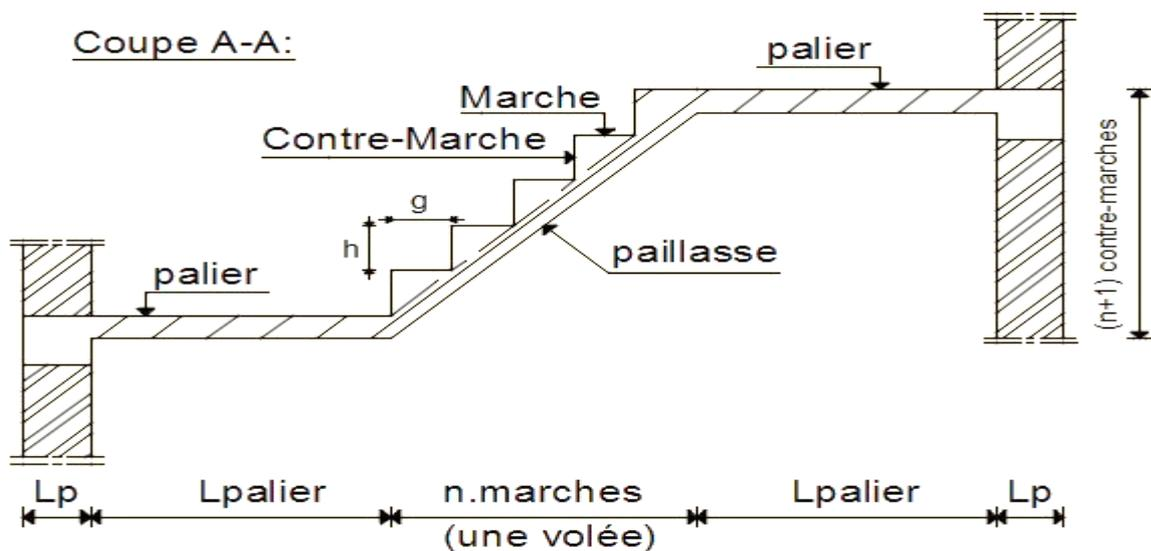 Coupe A-A:
palier
Marche
Contre-Marche
g
h
paillasse
palier
(n+1) contre-marches
Lp
Lpalier
n.marches
(une volée)
Lpalier
Lp